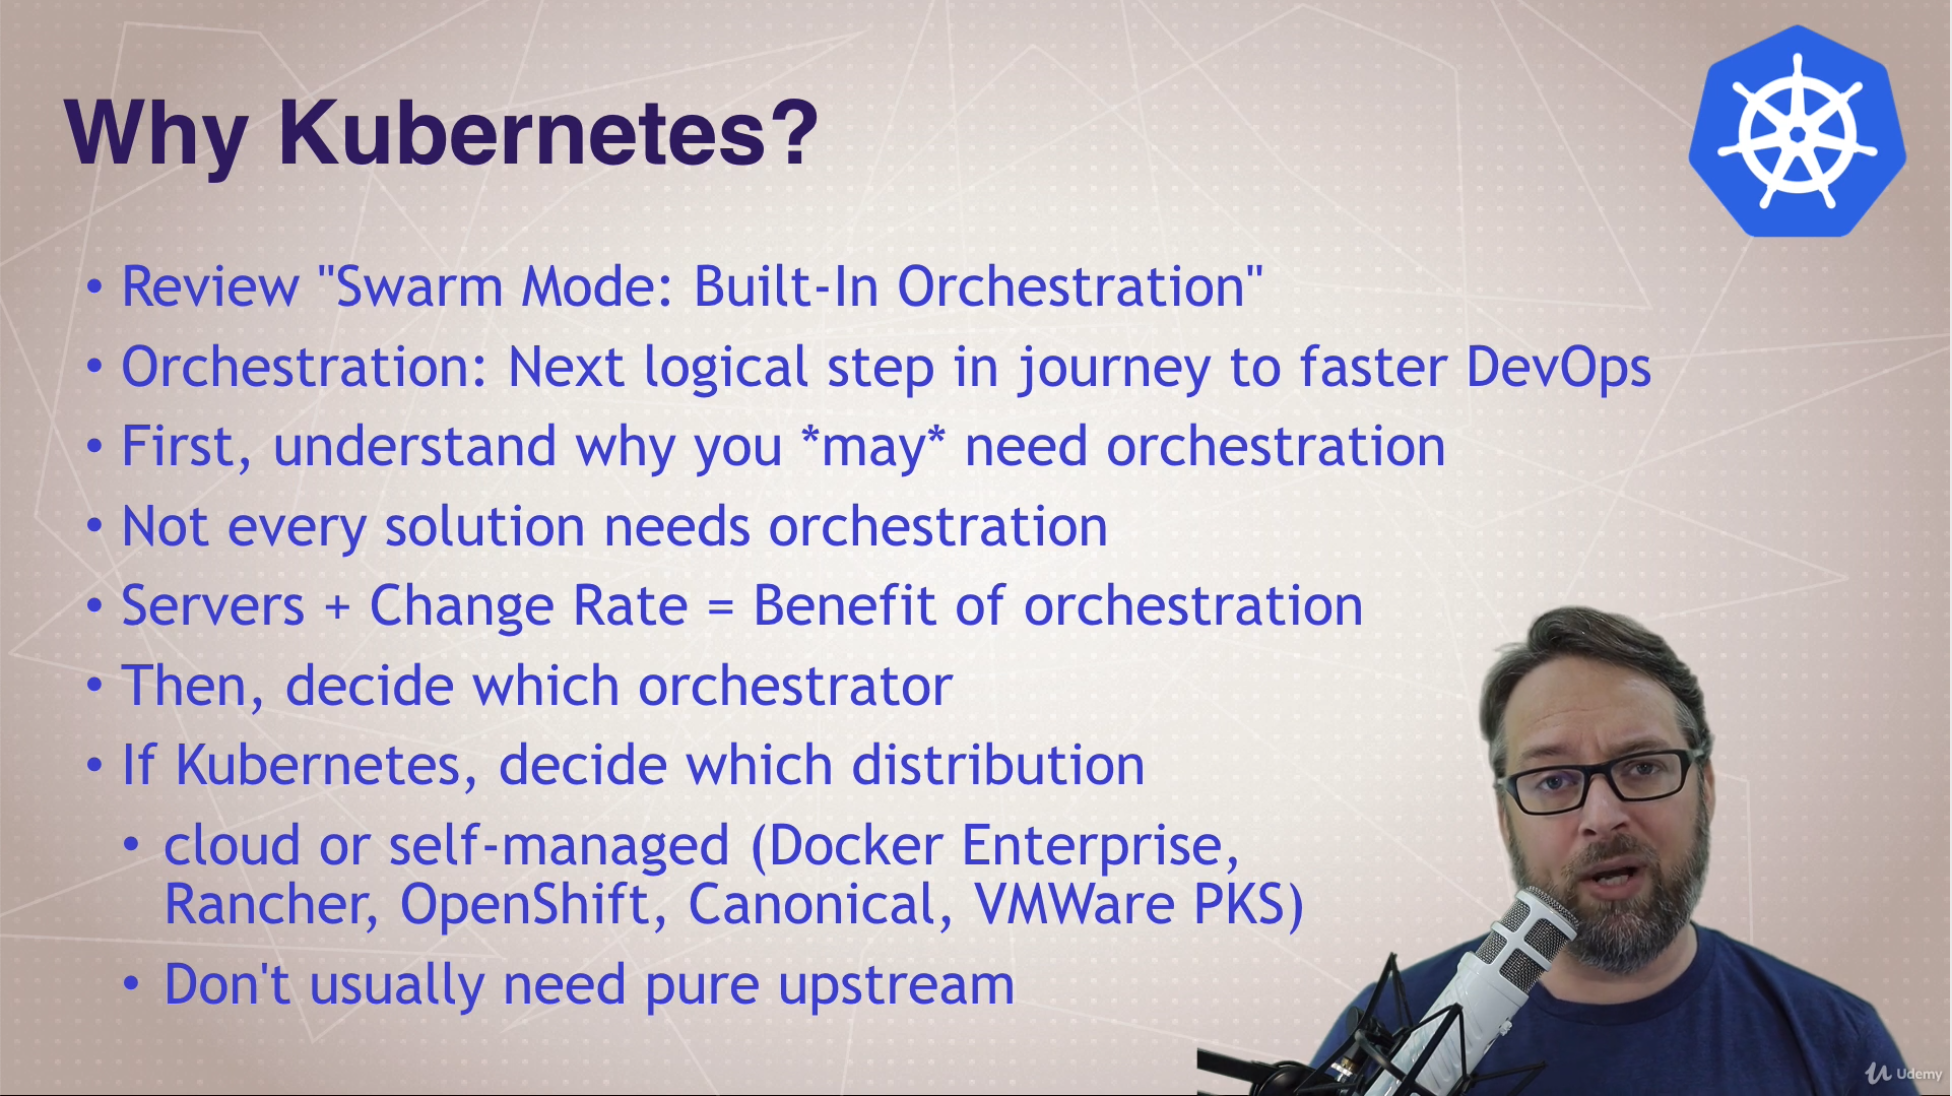 Why Kubernetes?
• Review "Swarm Mode: Built-In Orchestration"
• Orchestration: Next logical step in journey to faster DevOps
• First, understand why you *may* need orchestration
• Not every solution needs orchestration
• Servers + Change Rate = Benefit of orchestration
• Then, decide which orchestrator
• If Kubernetes, decide which distribution
• cloud or self-managed (Docker Enterprise,
Rancher, OpenShift, Canonical, VMWare PKS)
• Don't usually need pure upstream
Udemy